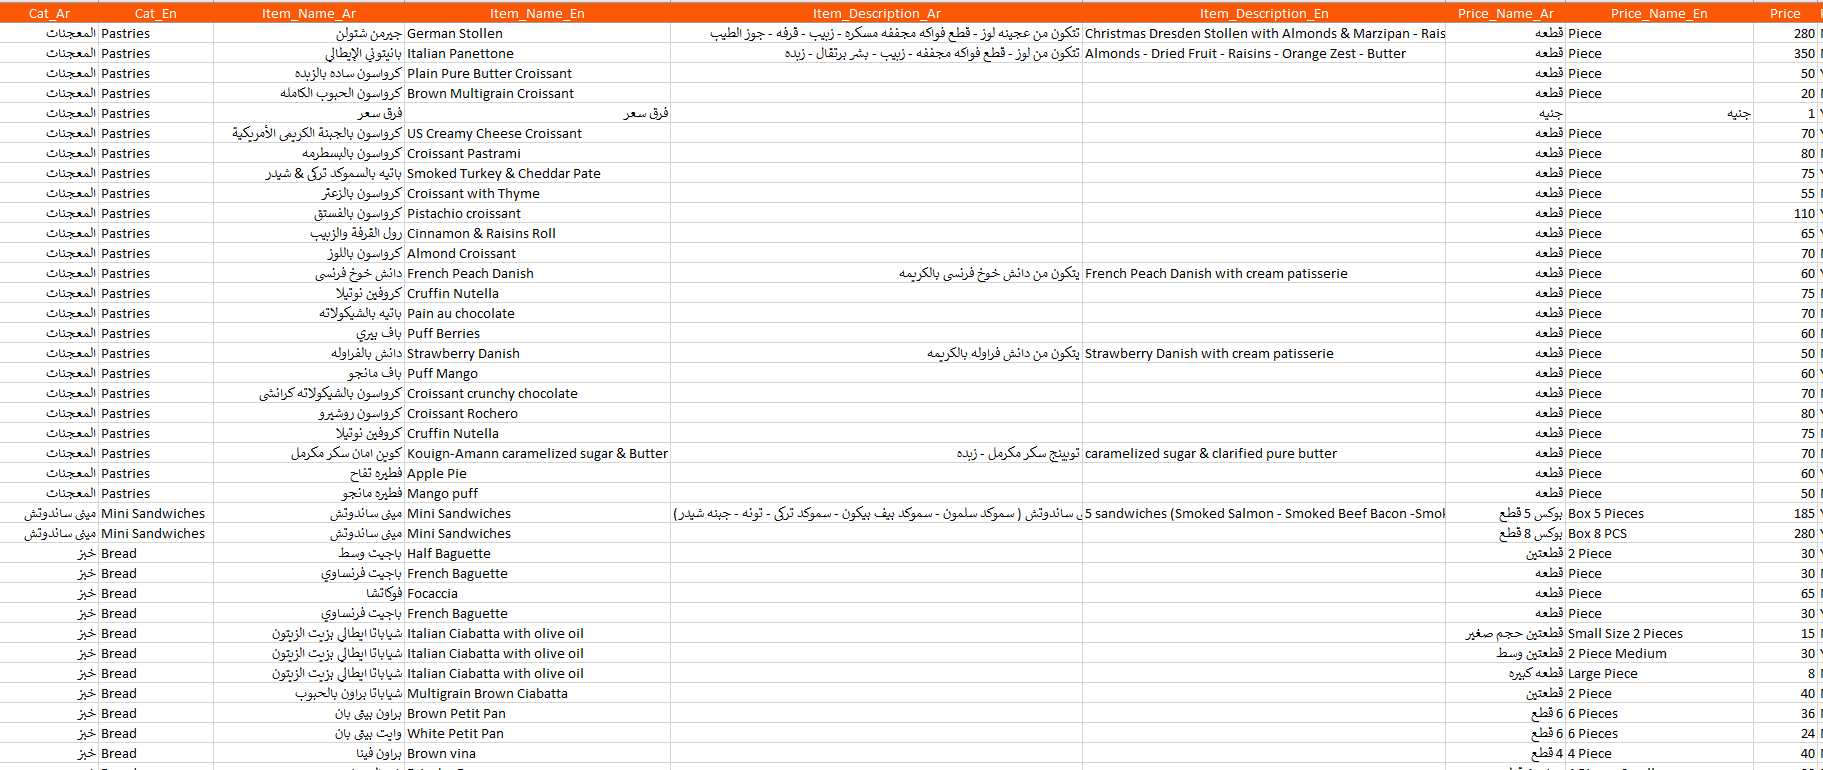 Cat_Ar Cat_En Item_Name_Ar Item_Name_En Item_Description_Ar Item_Description_En Price_Name_Ar Price_Name_En Price
المعجنات Pastries جيرمن شتولن German Stollen تتكون من عجينه لوز - قطع فواكه مجففه مسكره - زبيب - قرفه - جوز الطيب Christmas Dresden Stollen with Almonds & Marzipan - Rais قطعه Piece 280
المعجنات Pastries بانيتوني الإيطالي Italian Panettone تتكون من لوز - قطع فواكه مجففه - زبيب - بشر برتقال - زبده Almonds - Dried Fruit - Raisins - Orange Zest - Butter قطعه Piece 350
المعجنات Pastries كرواسون ساده بالزبده Plain Pure Butter Croissant قطعه Piece 50
المعجنات Pastries كرواسون الحبوب الكامله Brown Multigrain Croissant قطعه Piece 20
المعجنات Pastries فرق سعر فرق سعر جنيه جنيه 1
المعجنات Pastries كرواسون بالجبنة الكريمى الأمريكية US Creamy Cheese Croissant قطعه Piece 70
المعجنات Pastries كرواسون بالبسطرمه Croissant Pastrami قطعه Piece 80
المعجنات Pastries باتيه بالسموكد تركى & شيدر Smoked Turkey & Cheddar Pate قطعه Piece 75
المعجنات Pastries كرواسون بالزعتر Croissant with Thyme قطعه Piece 55
المعجنات Pastries كرواسون بالفستق Pistachio croissant قطعه Piece 110
المعجنات Pastries رول القرفة والزبيب Cinnamon & Raisins Roll قطعه Piece 65
المعجنات Pastries كرواسون باللوز Almond Croissant قطعه Piece 70
المعجنات Pastries دانش خوخ فرنسى French Peach Danish يتكون من دانش خوخ فرنسى بالكريمه French Peach Danish with cream patisserie قطعه Piece 60
المعجنات Pastries كروفين نوتيلا Cruffin Nutella قطعه Piece 75
المعجنات Pastries باتيه بالشيكولاته Pain au chocolate قطعه Piece 70
المعجنات Pastries باف بيري Puff Berries قطعه Piece 60
المعجنات Pastries دانش بالفراوله Strawberry Danish يتكون من دانش فراوله بالكريمه Strawberry Danish with cream patisserie قطعه Piece 50
المعجنات Pastries باف مانجو Puff Mango قطعه Piece 60
المعجنات Pastries كرواسون بالشيكولاته كرانشى Croissant crunchy chocolate قطعه Piece 70
المعجنات Pastries كرواسون روشيرو Croissant Rochero قطعه Piece 80
المعجنات Pastries كروفين نوتيلا Cruffin Nutella قطعه Piece 75
المعجنات Pastries كوين امان سكر مكرمل Kouign-Amann caramelized sugar & Butter توبينج سكر مكرمل - زبده caramelized sugar & clarified pure butter قطعه Piece 70
المعجنات Pastries فطيره تفاح Apple Pie قطعه Piece 60
المعجنات Pastries فطيره مانجو Mango puff قطعه Piece 50
مينى ساندوتش Mini Sandwiches مينى ساندوتش Mini Sandwiches ى ساندوتش ( سموكد سلمون - سموكد بيف بيكون - سموكد تركى - تونه - جبنه شيدر) 5 sandwiches (Smoked Salmon - Smoked Beef Bacon -Smok بوكس 5 قطع Box 5 Pieces 185
مينى ساندوتش Mini Sandwiches مينى ساندوتش Mini Sandwiches بوكس 8 قطع Box 8 PCS 280
خبز Bread باجيت وسط Half Baguette قطعتين 2 Piece 30
خبز Bread باجيت فرنساوي French Baguette قطعه Piece 30
خبز Bread فوكاتشا Focaccia قطعه Piece 65
خبز Bread باجيت فرنساوي French Baguette قطعه Piece 30
خبز Bread شياباتا ايطالى بزيت الزيتون Italian Ciabatta with olive oil قطعتين حجم صغير Small Size 2 Pieces 15
خبز Bread شياباتا ايطالى بزيت الزيتون Italian Ciabatta with olive oil قطعتين وسط 2 Piece Medium 30
خبز Bread شياباتا ايطالى بزيت الزيتون Italian Ciabatta with olive oil قطعه كبيره Large Piece 8
خبز Bread شياباتا براون بالحبوب Multigrain Brown Ciabatta قطعتين 2 Piece 40
خبز Bread براون بيتى بان Brown Petit Pan 6 قطع 6 Pieces 36
خبز Bread وايت بيتى بان White Petit Pan 6 قطع 6 Pieces 24
خبز Bread براون فينا Brown vina 4 قطع 4 Piece 40